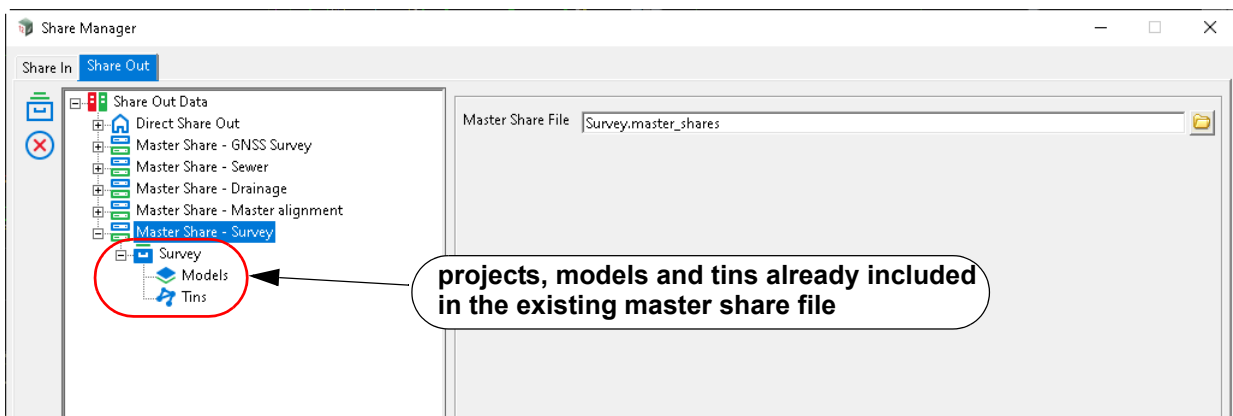 Share Manager
Share In Share Out
Share Out Data
Direct Share Out
Master Share - GNSS Survey
Master Share - Sewer
Master Share - Drainage
Master Share - Master alignment
Master Share - Survey
Survey
Models
Tins
Master Share File Survey.master_shares
projects, models and tins already included
in the existing master share file